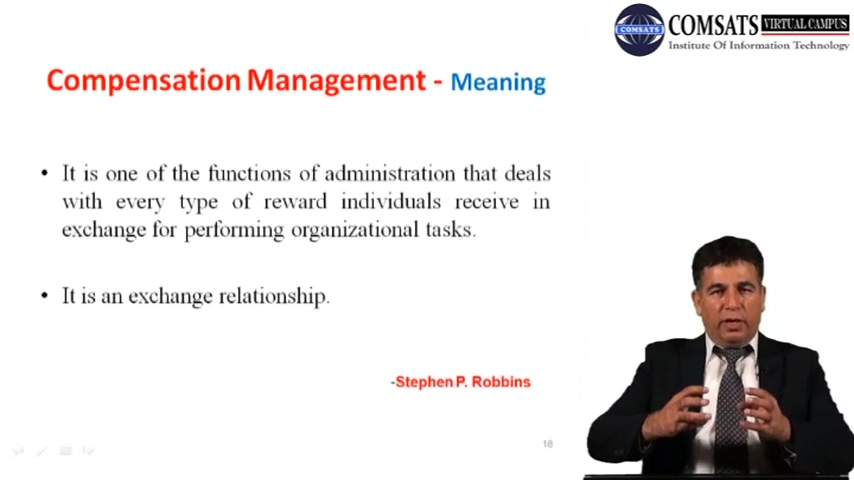 COMSATS VIRTUAL CAMPUS
COMSATS
Institute Of Information Technology
Compensation Management - Meaning
• It is one of the functions of administration that deals
with every type of reward individuals receive in
exchange for performing organizational tasks.
• It is an exchange relationship.
-Stephen P. Robbins
18